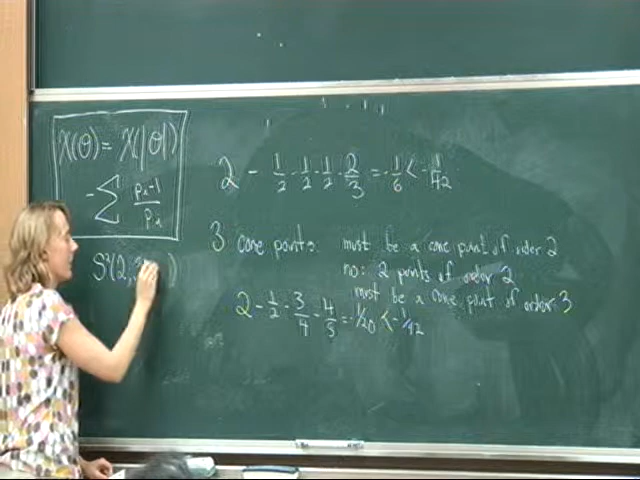 χ(θ) = χ(|θ|)
- Σ (pᵢ-1)/pᵢ
S²(2,3 )
2 - 1/2 - 1/2 - 1/2 - 2/3 = -1/6 < -1/42
3 cone points: must be a cone point of order 2
no: 2 points of order 2
must be a cone point of order 3
2 - 1/2 - 3/4 - 4/5 = -1/20 < -1/42